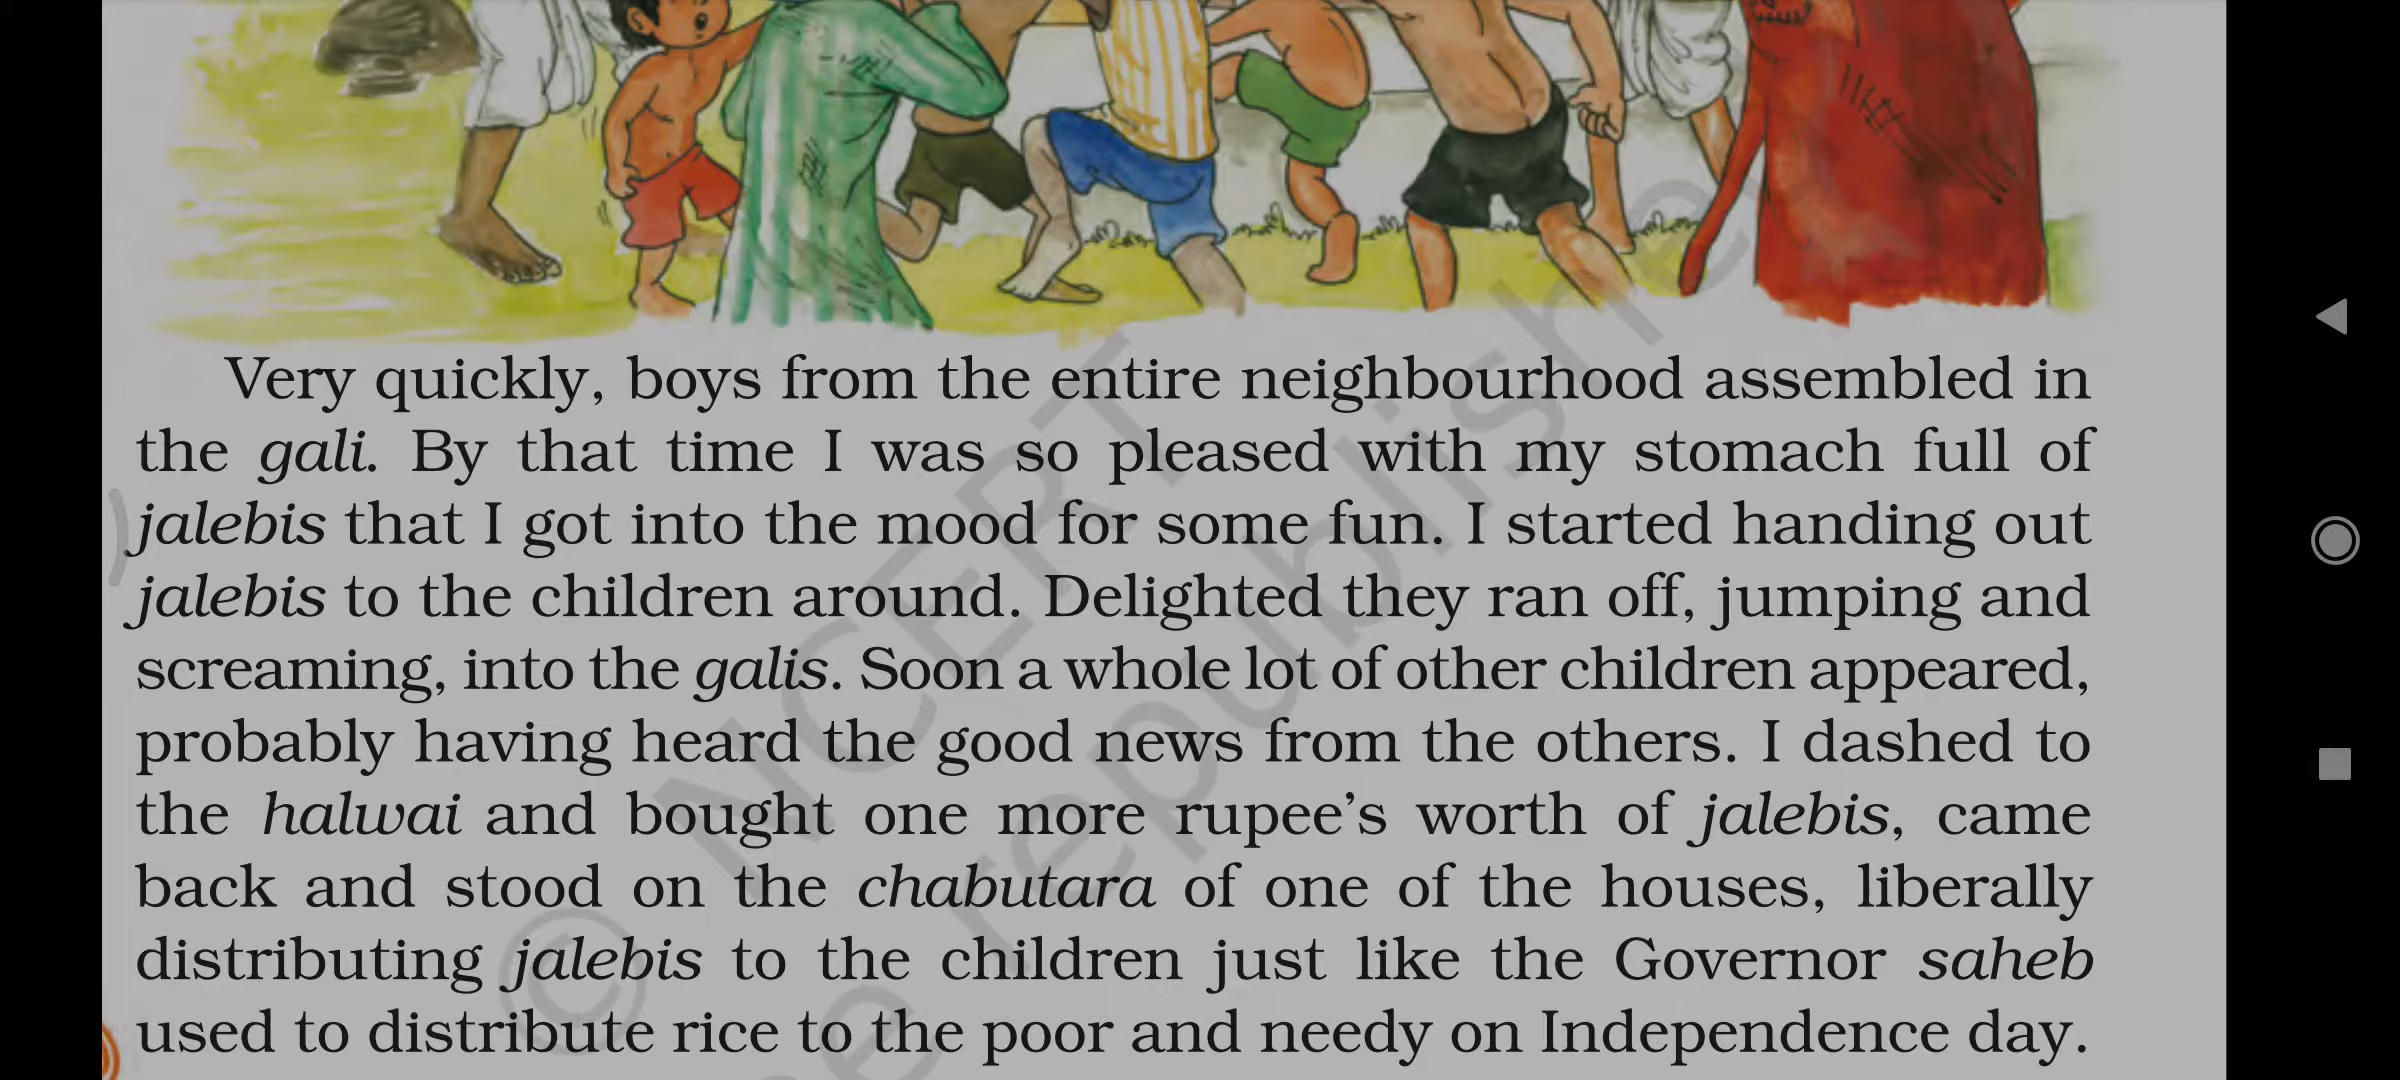 Very quickly, boys from the entire neighbourhood assembled in
the gali. By that time I was so pleased with my stomach full of
jalebis that I got into the mood for some fun. I started handing out
jalebis to the children around. Delighted they ran off, jumping and
screaming, into the galis. Soon a whole lot of other children appeared,
probably having heard the good news from the others. I dashed to
the halwai and bought one more rupee’s worth of jalebis, came
back and stood on the chabutara of one of the houses, liberally
distributing jalebis to the children just like the Governor saheb
used to distribute rice to the poor and needy on Independence day.
© NCERT
e republishe